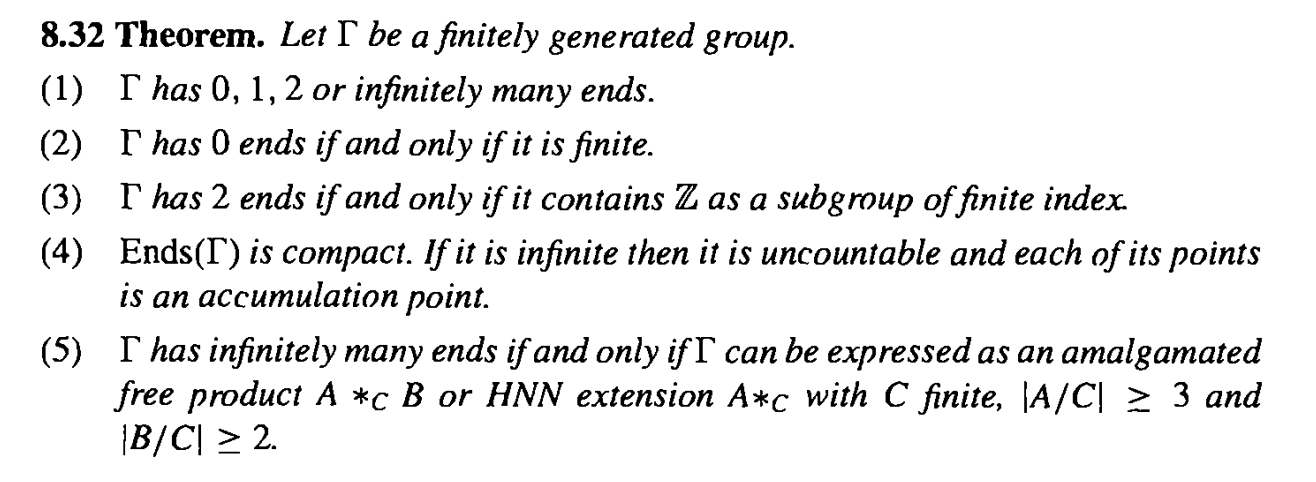 8.32 Theorem. Let Γ be a finitely generated group.
(1) Γ has 0, 1, 2 or infinitely many ends.
(2) Γ has 0 ends if and only if it is finite.
(3) Γ has 2 ends if and only if it contains ℤ as a subgroup of finite index.
(4) Ends(Γ) is compact. If it is infinite then it is uncountable and each of its points
is an accumulation point.
(5) Γ has infinitely many ends if and only if Γ can be expressed as an amalgamated
free product A *_C B or HNN extension A*_C with C finite, |A/C| ≥ 3 and
|B/C| ≥ 2.